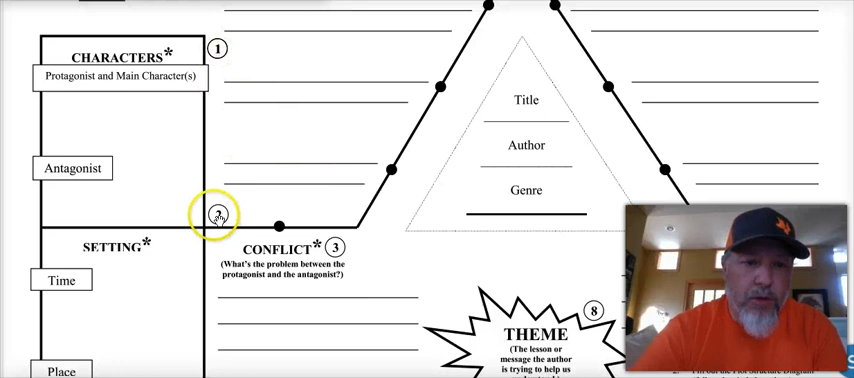 CHARACTERS*
1
Protagonist and Main Character(s)
Antagonist
2
SETTING*
Time
Place
CONFLICT* 3
(What's the problem between the
protagonist and the antagonist?)
Title
Author
Genre
8
THEME
(The lesson or
message the author
is trying to help us